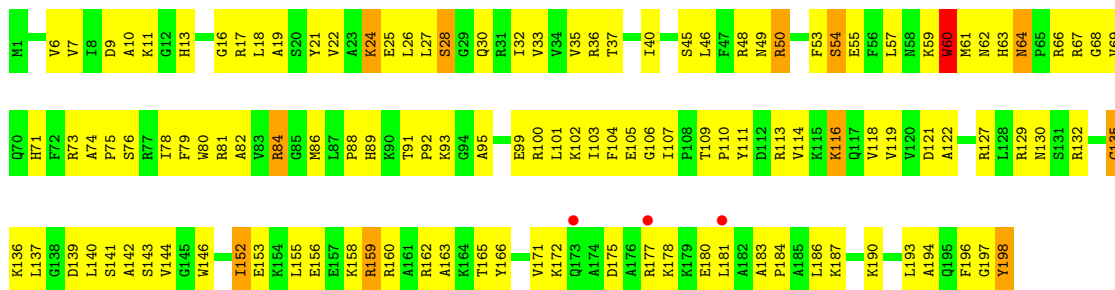 M1 V6 V7 I8 D9 A10 K11 G12 H13 G16 R17 L18 A19 S20 Y21 V22 A23 K24 E25 L26 L27 S28 G29 Q30 R31 I32 V33 V34 V35 R36 T37 I40 S45 L46 F47 R48 N49 R50 F53 S54 E55 F56 L57 N58 K59 W60 M61 N62 H63 N64 P65 R66 R67 G68 V69
Q70 H71 F72 R73 A74 P75 S76 R77 I78 F79 W80 R81 A82 V83 R84 G85 M86 L87 P88 H89 K90 T91 P92 K93 G94 A95 E99 R100 L101 K102 I103 F104 E105 G106 I107 P108 T109 P110 Y111 D112 R113 V114 K115 K116 Q117 V118 V119 V120 D121 A122 R127 L128 R129 N130 S131 R132 G135
K136 L137 G138 D139 L140 S141 A142 S143 V144 G145 W146 I152 E153 K154 L155 E156 E157 K158 R159 R160 A161 R162 A163 K164 T165 Y166 V171 K172 Q173 A174 D175 A176 R177 K178 K179 E180 L181 A182 A183 P184 A185 L186 K187 K190 L193 A194 Q195 F196 G197 Y198